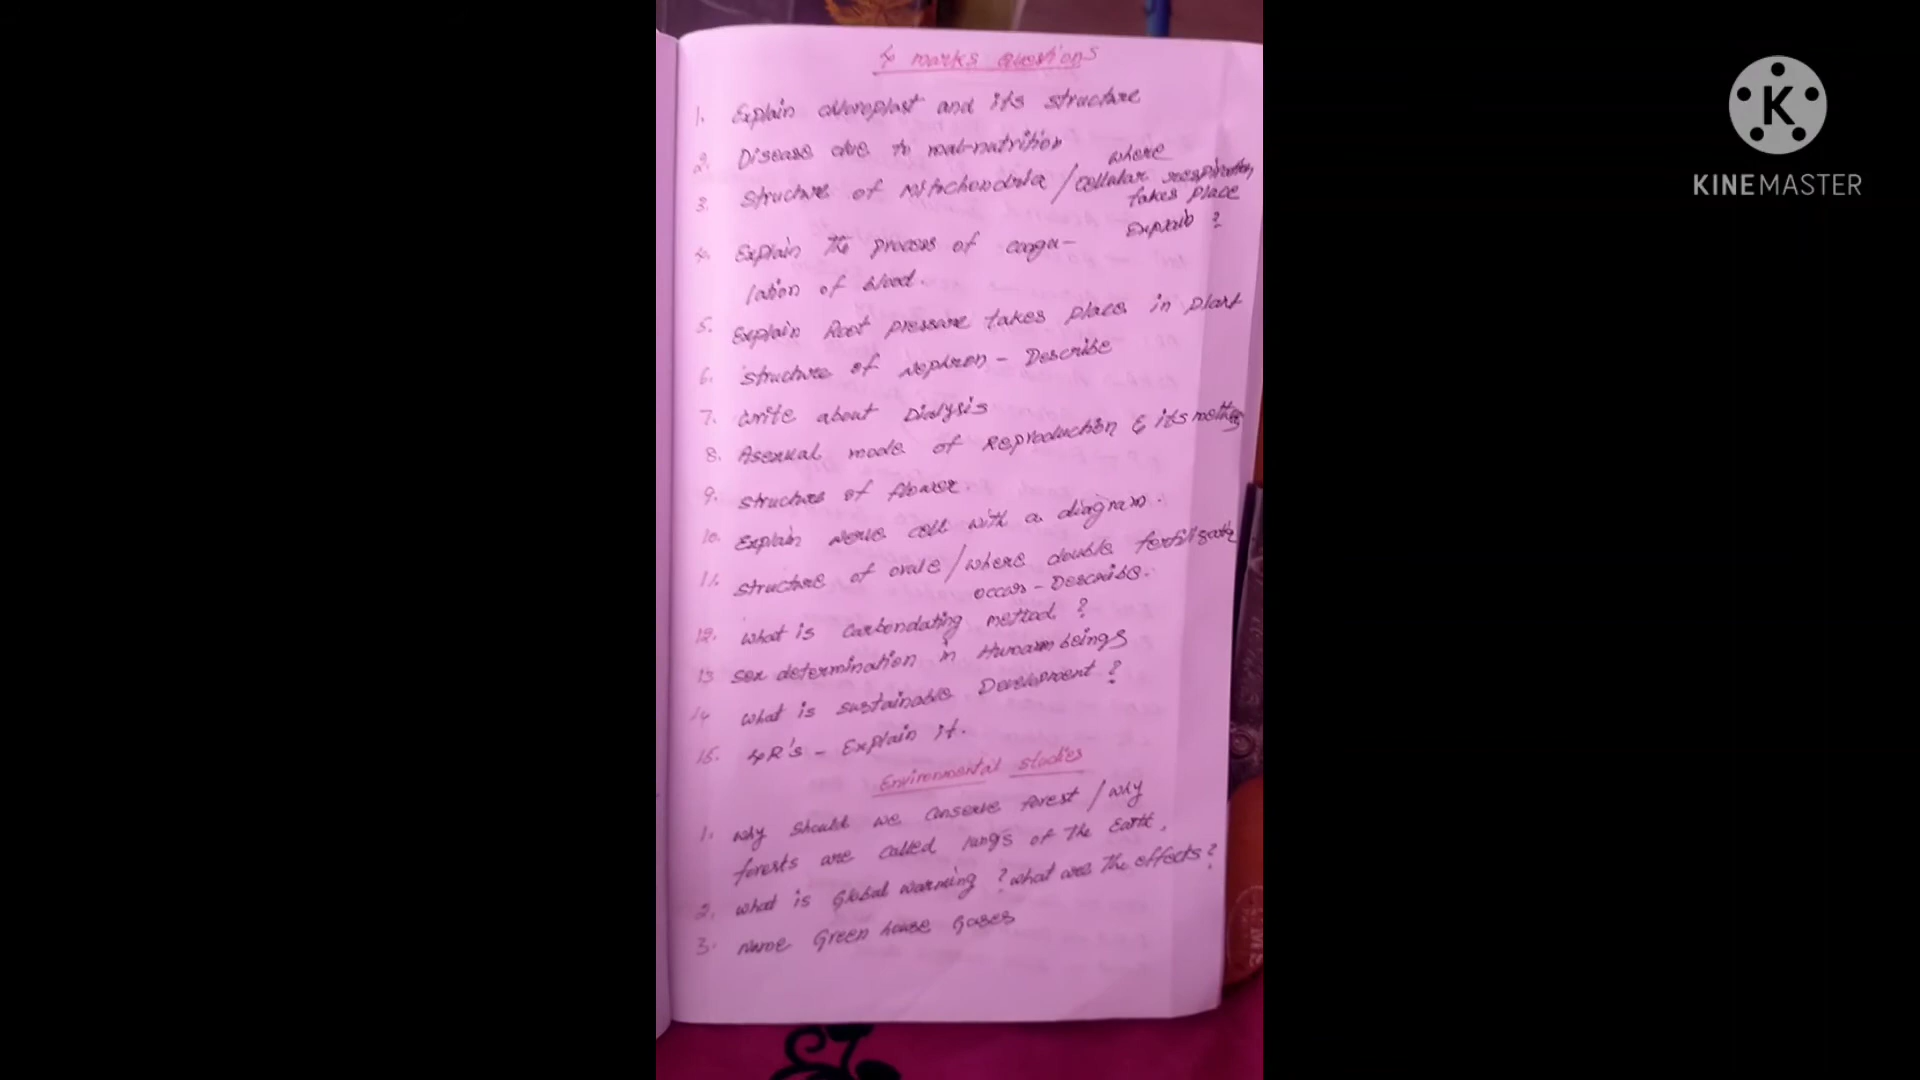 4 marks questions
1. Explain chloroplast and its structure
2. Disease due to mal-nutrition
3. Structure of Mitochondria / where cellular respiration takes place Explain ?
4. Explain the process of coagu-
lation of blood.
5. Explain Root pressure takes place in plant
6. structure of Nephron - Describe
7. Write about Dialysis
8. Asexual mode of Reproduction & its methods
9. structure of flower.
10. Explain nerve cell with a diagram.
11. structure of ovule / where double fertilization
occurs - Describe.
12. What is carbondating method ?
13 Sex determination in Human beings
14 What is sustainable Development ?
15. 4R's - Explain it.
Environmental studies
1. Why should we conserve forest / why
forests are called lungs of the Earth.
2. What is Global warming ? what are the effects ?
3. Name Green house Gases
K
KINEMASTER